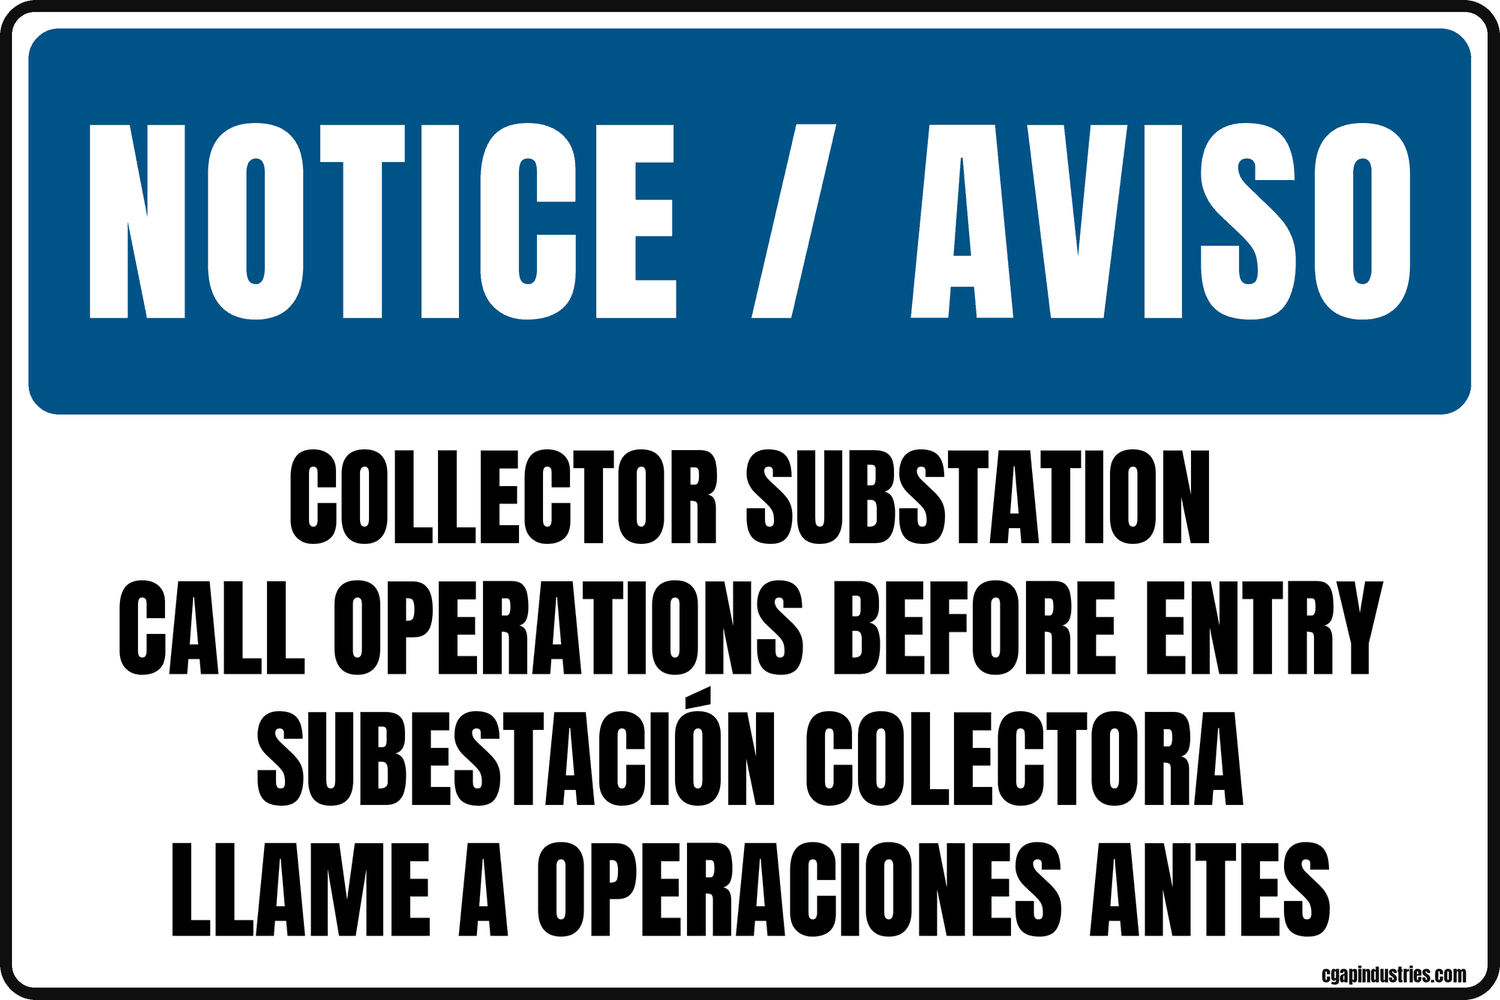 NOTICE / AVISO
COLLECTOR SUBSTATION
CALL OPERATIONS BEFORE ENTRY
SUBESTACIÓN COLECTORA
LLAME A OPERACIONES ANTES
cgapindustries.com